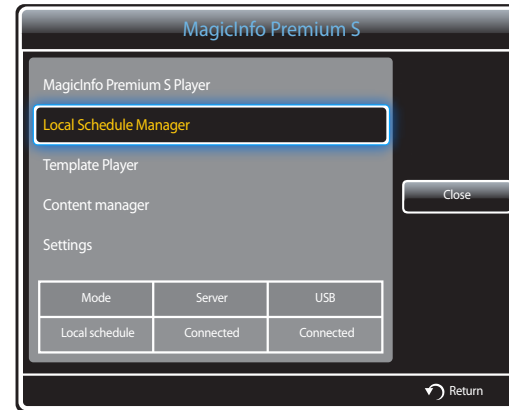 MagicInfo Premium S
MagicInfo Premium S Player
Local Schedule Manager
Template Player
Content manager
Settings
Close
Mode Server USB
Local schedule Connected Connected
Return